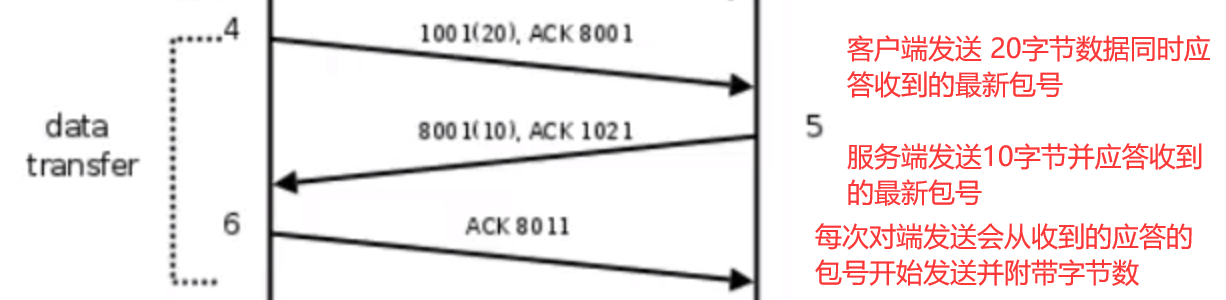 4
1001(20), ACK 8001
客户端发送 20字节数据同时应
答收到的最新包号
data
transfer
8001(10), ACK 1021
5
服务端发送10字节并应答收到
的最新包号
6
ACK 8011
每次对端发送会从收到的应答的
包号开始发送并附带字节数